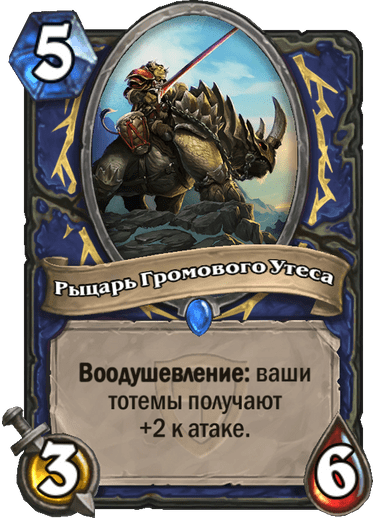 5
Рыцарь Громового Утеса
Воодушевление: ваши
тотемы получают
+2 к атаке.
3
6